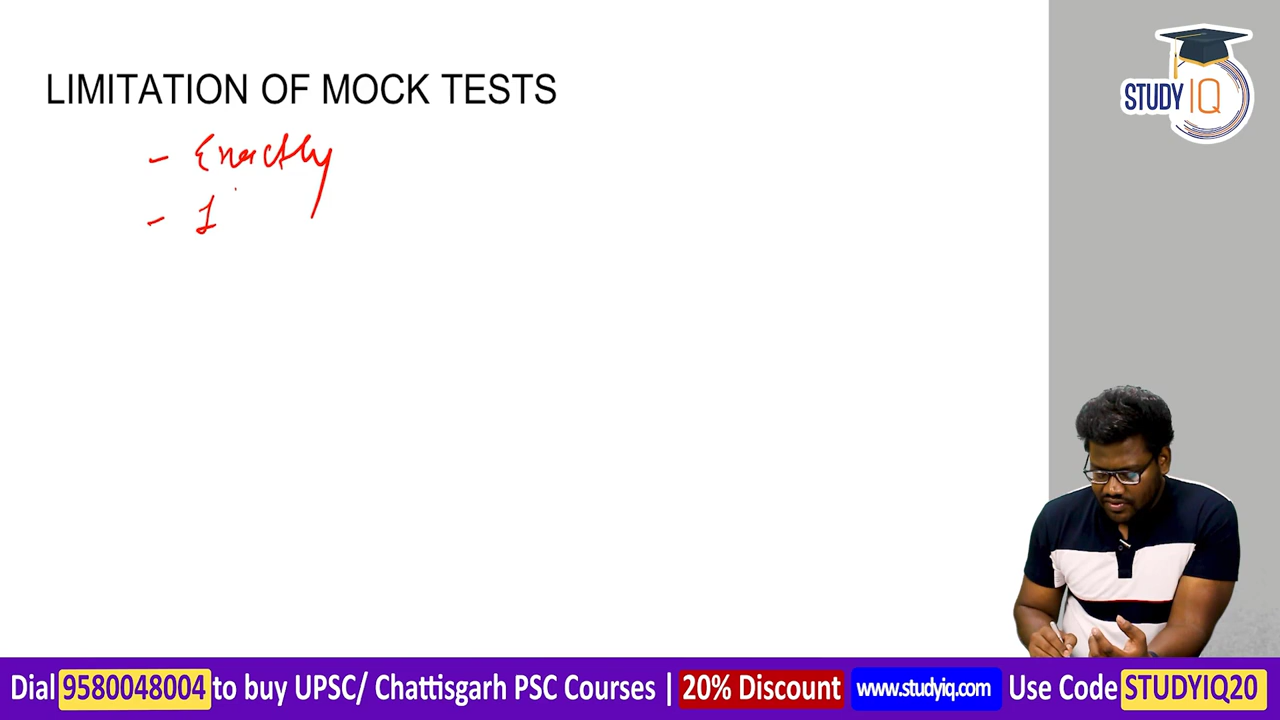 STUDY IQ
LIMITATION OF MOCK TESTS
- Exactly
- I
Dial 9580048004 to buy UPSC/ Chattisgarh PSC Courses | 20% Discount www.studyiq.com Use Code STUDYIQ20